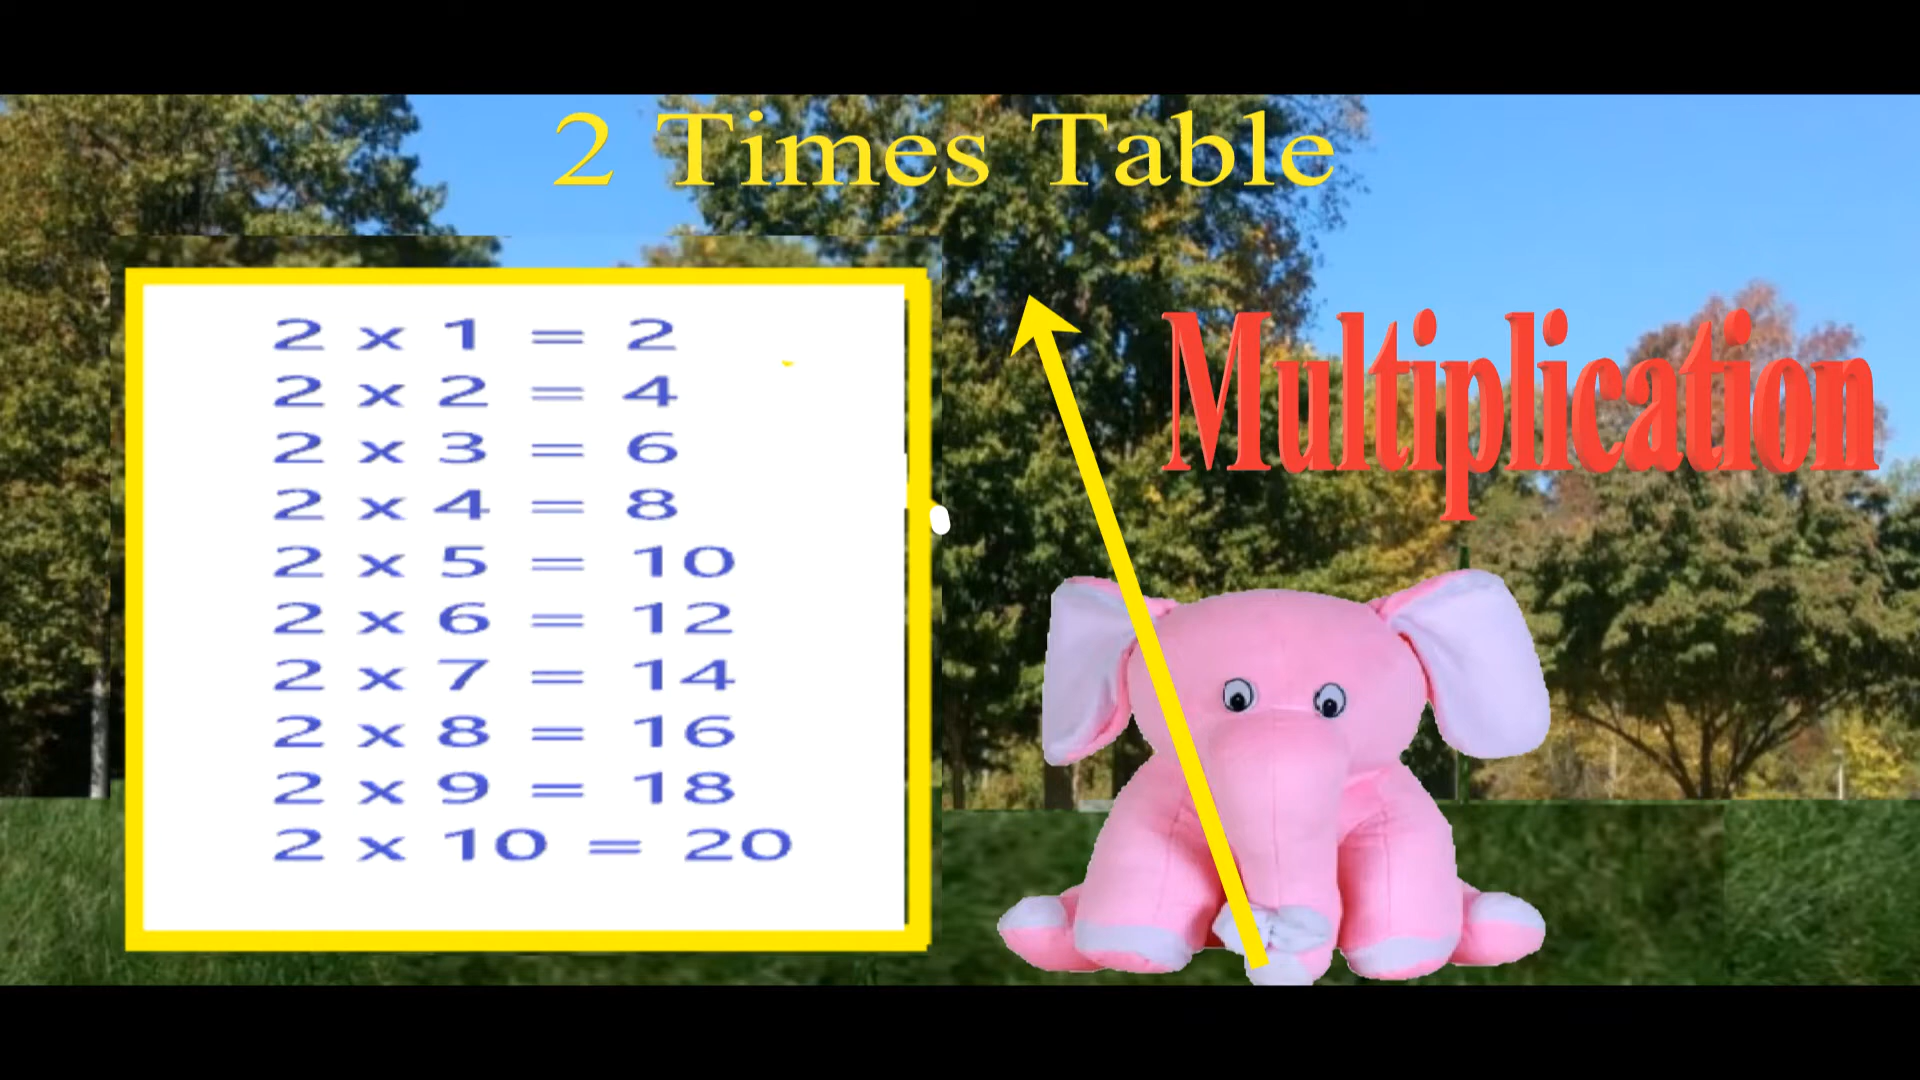 2 Times Table
2 x 1 = 2
2 x 2 = 4
2 x 3 = 6
2 x 4 = 8
2 x 5 = 10
2 x 6 = 12
2 x 7 = 14
2 x 8 = 16
2 x 9 = 18
2 x 10 = 20
Multiplication